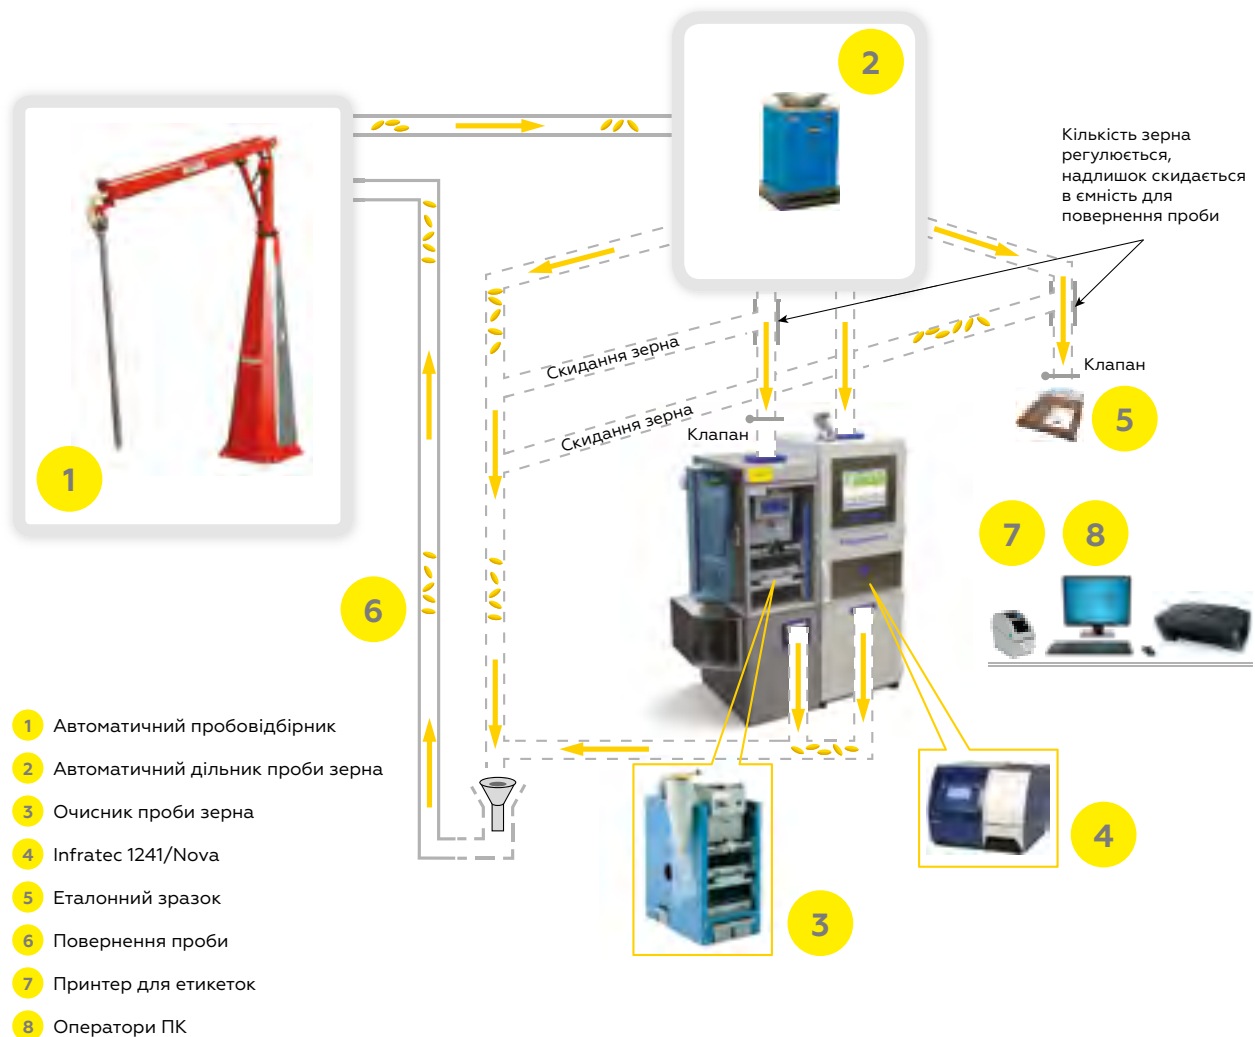 2
Кількість зерна
регулюється,
надлишок скидається
в ємність для
повернення проби
1
Скидання зерна
Скидання зерна
Клапан
Клапан
5
7
8
6
4
3
1 Автоматичний пробовідбірник
2 Автоматичний дільник проби зерна
3 Очисник проби зерна
4 Infratec 1241/Nova
5 Еталонний зразок
6 Повернення проби
7 Принтер для етикеток
8 Оператори ПК